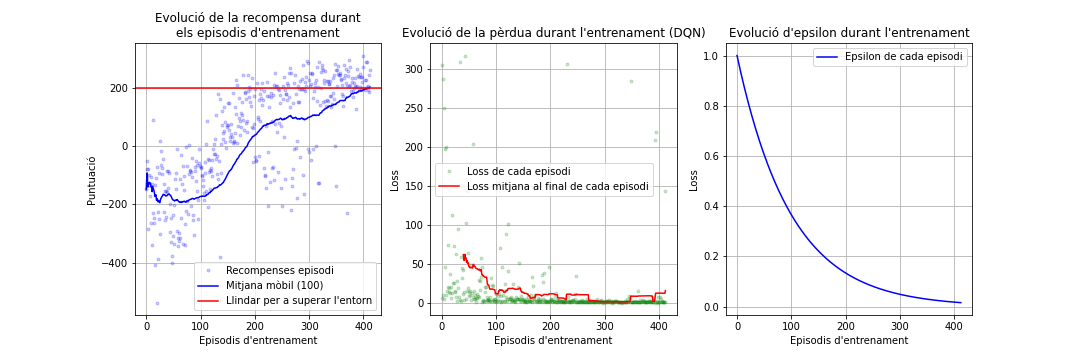 Evolució de la recompensa durant
els episodis d'entrenament
Puntuació
200
0
−200
−400
Recompenses episodi
Mitjana mòbil (100)
Llindar per a superar l'entorn
0
100
200
300
400
Episodis d'entrenament
Evolució de la pèrdua durant l'entrenament (DQN)
Loss
300
250
200
150
100
50
0
Loss de cada episodi
Loss mitjana al final de cada episodi
0
100
200
300
400
Episodis d'entrenament
Evolució d'epsilon durant l'entrenament
Loss
1.0
0.8
0.6
0.4
0.2
0.0
Epsilon de cada episodi
0
100
200
300
400
Episodis d'entrenament